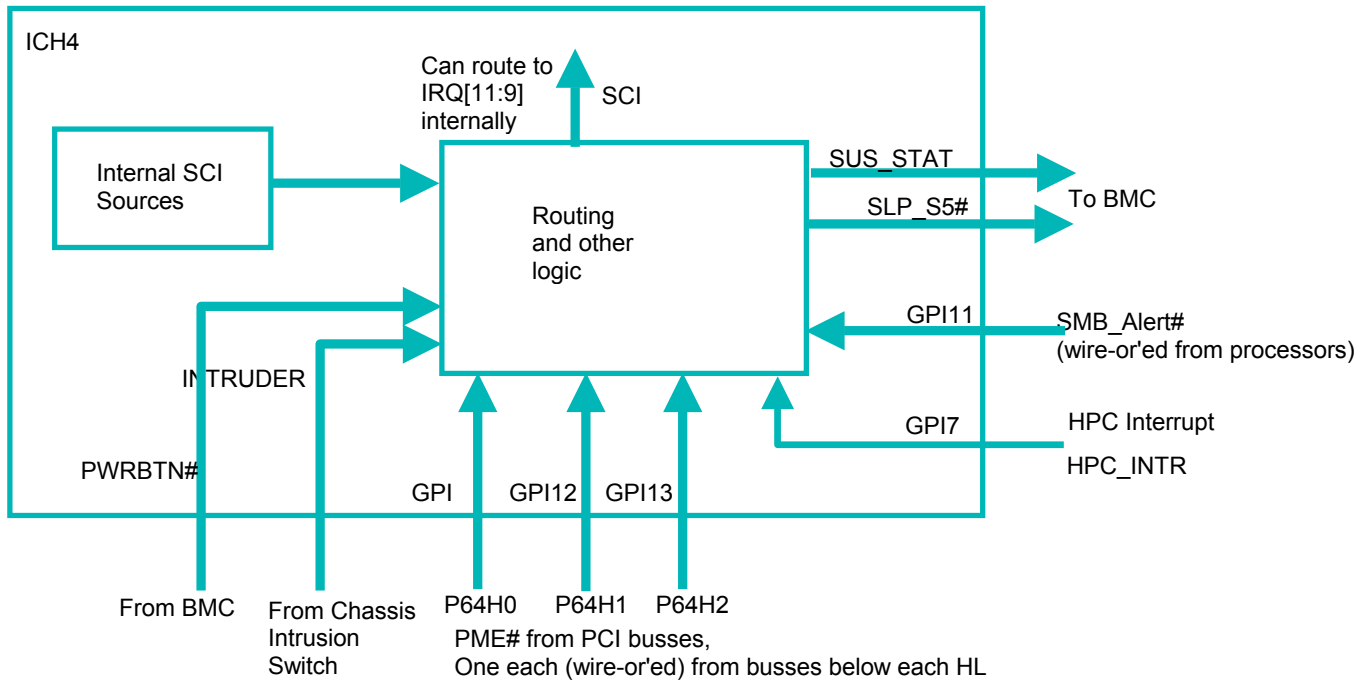 ICH4
Can route to
IRQ[11:9]
internally
SCI
Internal SCI
Sources
Routing
and other
logic
SUS_STAT
SLP_S5#
To BMC
GPI11
SMB_Alert#
(wire-or'ed from processors)
INTRUDER
GPI7
HPC Interrupt
HPC_INTR
PWRBTN#
GPI
GPI12
GPI13
From BMC
From Chassis
Intrusion
Switch
P64H0
P64H1
P64H2
PME# from PCI busses,
One each (wire-or'ed) from busses below each HL